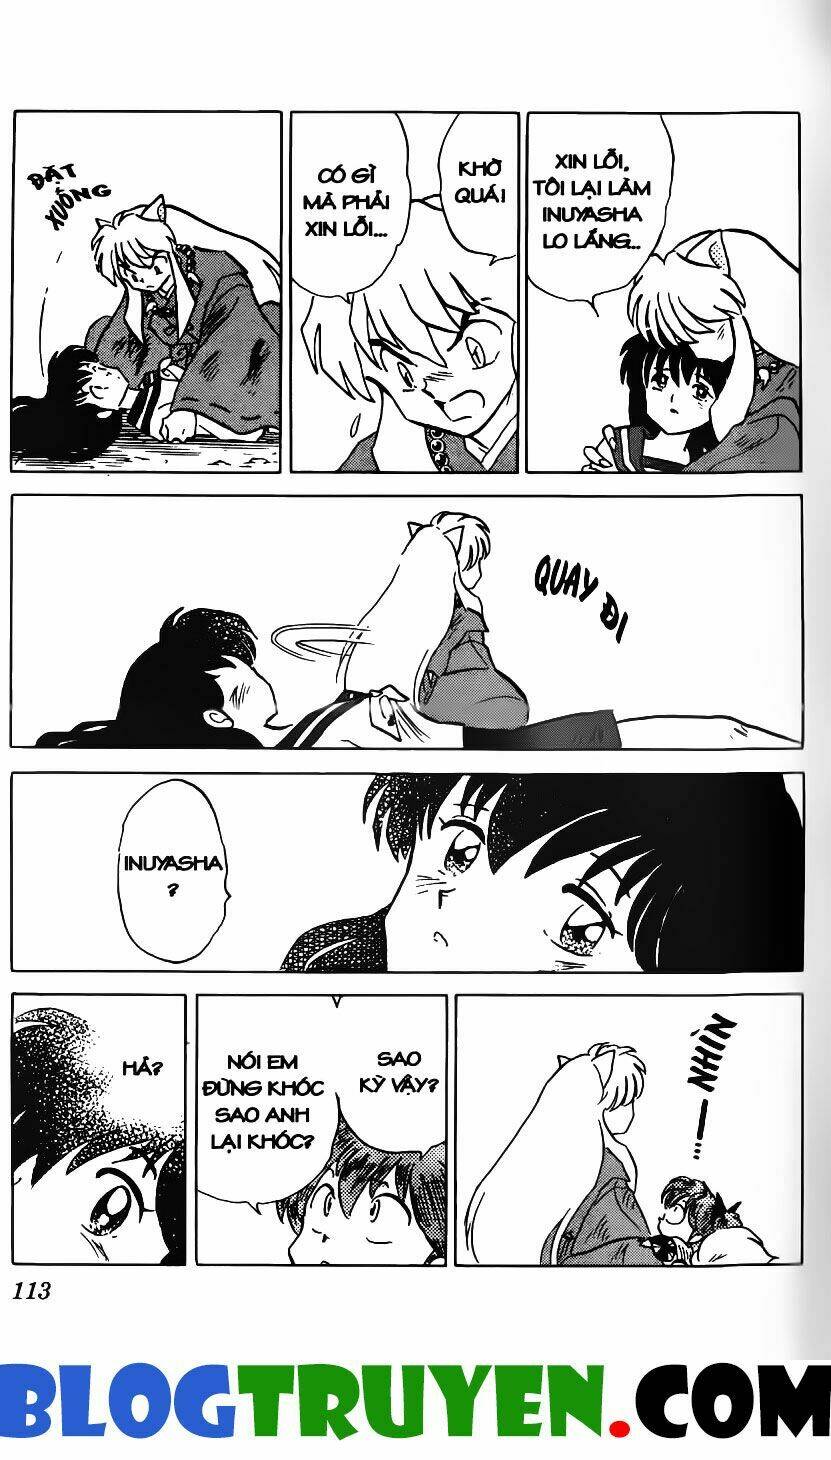 XIN LỖI,
TÔI LẠI LÀM
INUYASHA
LO LẮNG...
KHỜ
QUÁ!
CÓ GÌ
MÀ PHẢI
XIN LỖI...
ĐẶT
XUỐNG
QUAY ĐI
INUYASHA
?
...—NHÌN
SAO
KỲ VẬY?
NÓI EM
ĐỪNG KHÓC
SAO ANH
LẠI KHÓC?
HẢ?
113
BLOGTRUYEN.COM